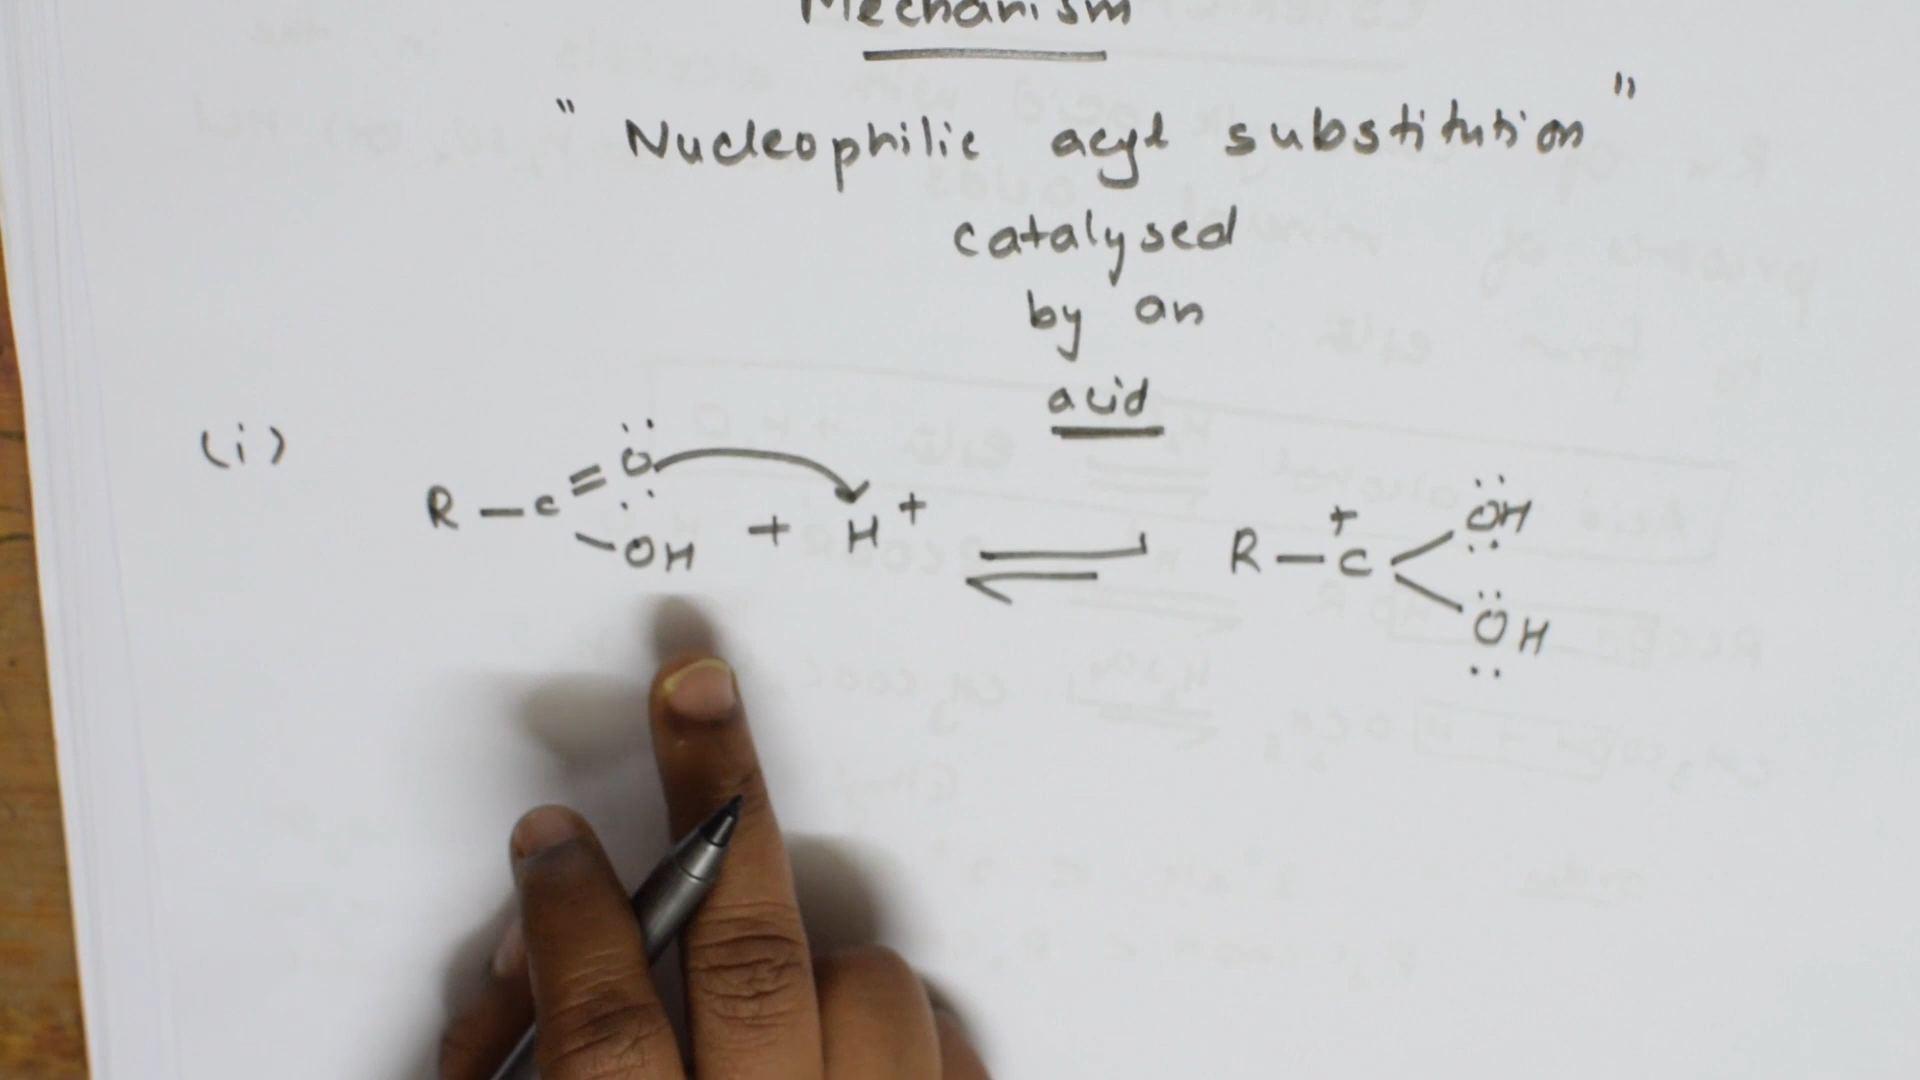 Mechanism
" Nucleophilic acyl substitution "
catalysed
by an
acid
(i)
R - C = O
- OH + H+ ⇌ R - C+ - OH
OH